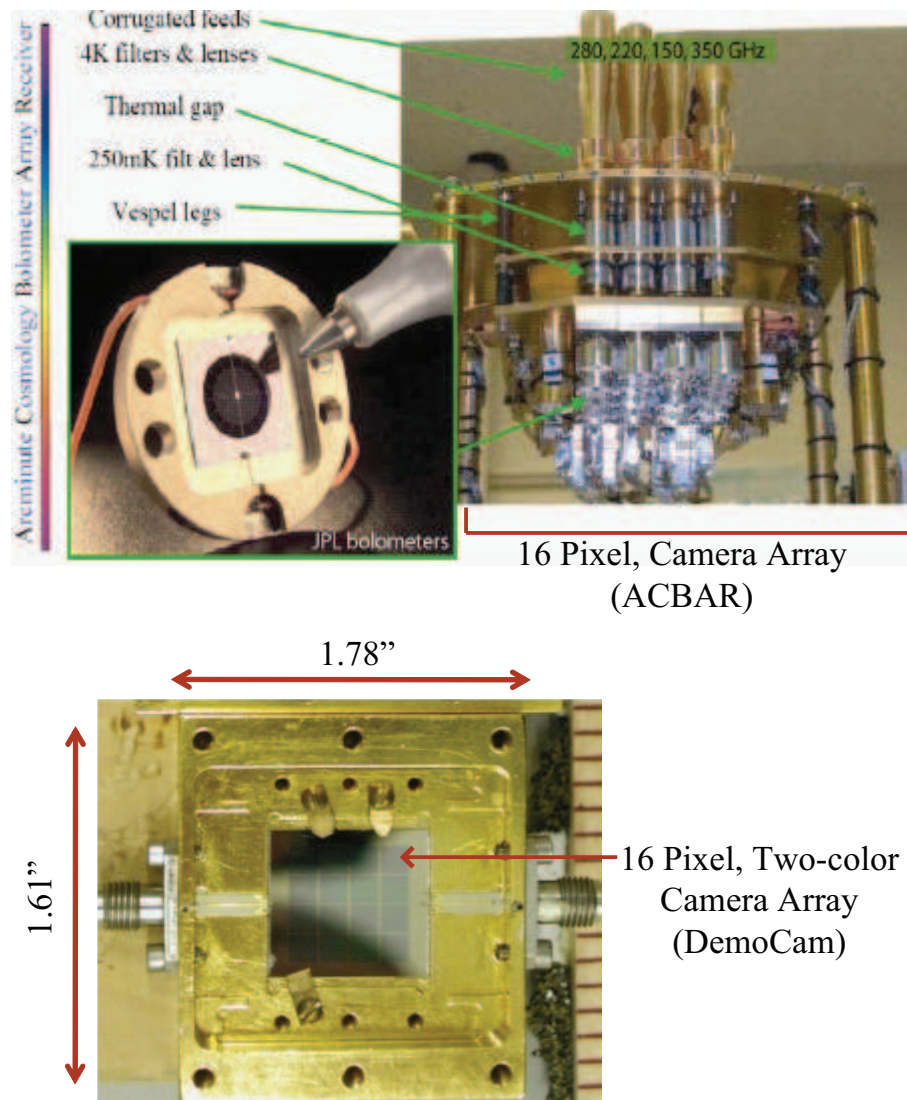 Corrugated feeds
280, 220, 150, 350 GHz
4K filters & lenses
Thermal gap
250mK filt & lens
Vespel legs
Arcminute Cosmology Bolometer Array Receiver
JPL bolometers
16 Pixel, Camera Array
(ACBAR)
1.78”
1.61”
16 Pixel, Two-color
Camera Array
(DemoCam)